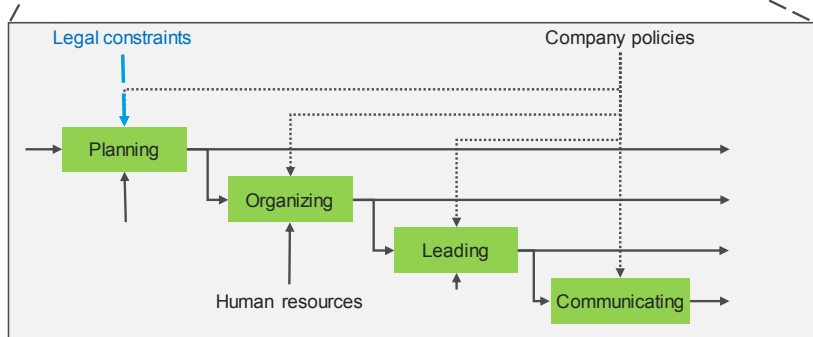 Legal constraints
Company policies
Planning
Organizing
Leading
Human resources
Communicating